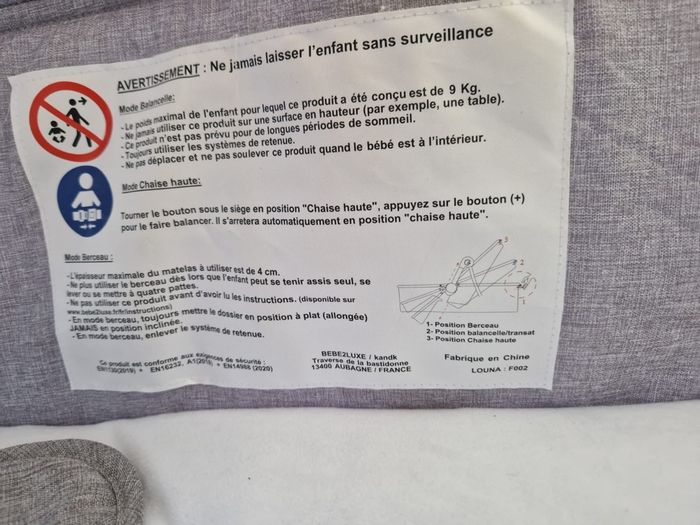 AVERTISSEMENT : Ne jamais laisser l'enfant sans surveillance
Mode Balancelle:
- Le poids maximal de l'enfant pour lequel ce produit a été conçu est de 9 Kg.
- Ne jamais utiliser ce produit sur une surface en hauteur (par exemple, une table).
- Ce produit n'est pas prévu pour de longues périodes de sommeil.
- Toujours utiliser les systèmes de retenue.
- Ne pas déplacer et ne pas soulever ce produit quand le bébé est à l'intérieur.
Mode Chaise haute:
Tourner le bouton sous le siège en position "Chaise haute", appuyez sur le bouton (+)
pour le faire balancer. Il s'arretera automatiquement en position "chaise haute".
Mode Berceau :
-L'épaisseur maximale du matelas à utiliser est de 4 cm.
-Ne plus utiliser le berceau dès lors que l'enfant peut se tenir assis seul, se
lever ou se mettre à quatre pattes.
-Ne pas utiliser ce produit avant d'avoir lu les instructions. (disponible sur
www.bebe2luxe.fr/fr/instructions)
- En mode berceau, toujours mettre le dossier en position à plat (allongée)
JAMAIS en position inclinée.
- En mode berceau, enlever le système de retenue.
3
2
1
1- Position Berceau
2- Position balancelle/transat
3- Position Chaise haute
Ce produit est conforme aux exigences de sécurité :
EN1130(2019) + EN16232, A1(2018) + EN14988 (2020)
BEBE2LUXE / kandk
Traverse de la bastidonne
13400 AUBAGNE / FRANCE
Fabrique en Chine
LOUNA : F002